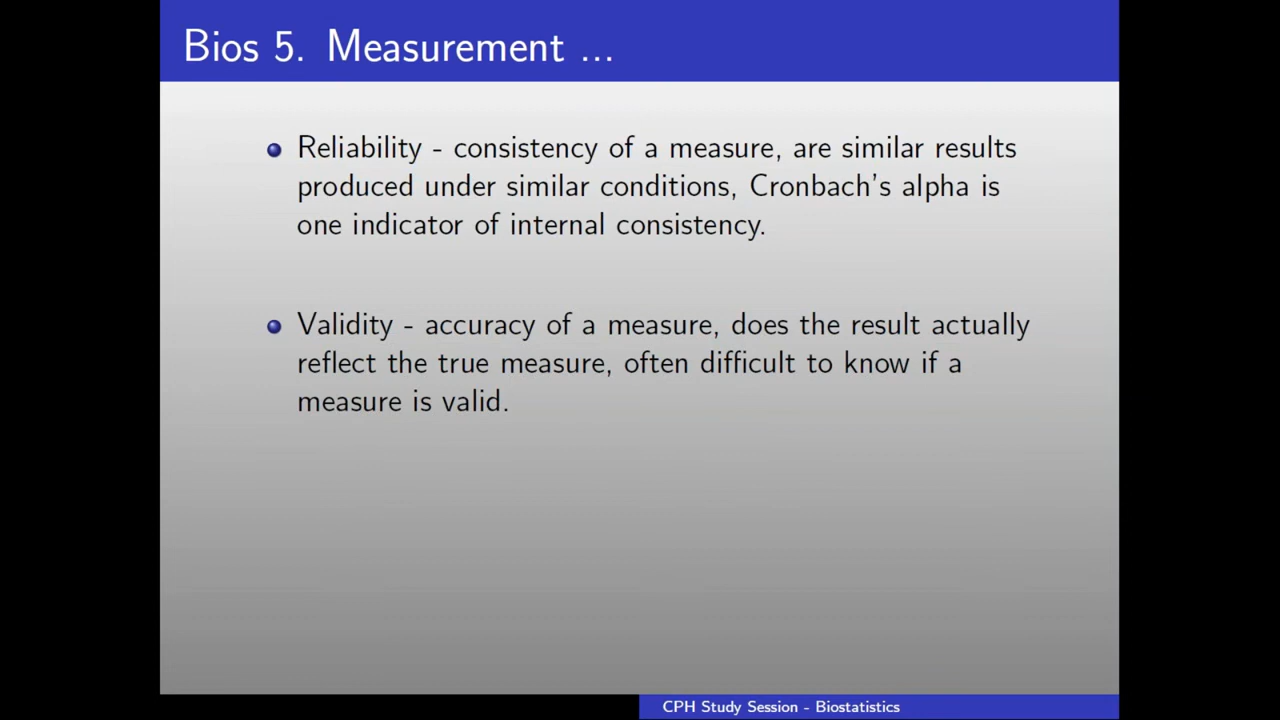 Bios 5. Measurement ...
Reliability - consistency of a measure, are similar results
produced under similar conditions, Cronbach's alpha is
one indicator of internal consistency.
Validity - accuracy of a measure, does the result actually
reflect the true measure, often difficult to know if a
measure is valid.
CPH Study Session - Biostatistics